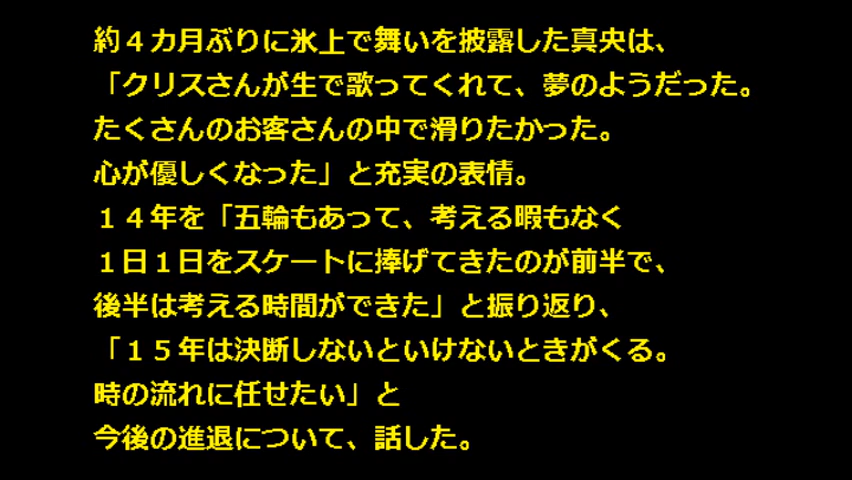 約４カ月ぶりに氷上で舞いを披露した真央は、
「クリスさんが生で歌ってくれて、夢のようだった。
たくさんのお客さんの中で滑りたかった。
心が優しくなった」と充実の表情。
１４年を「五輪もあって、考える暇もなく
１日１日をスケートに捧げてきたのが前半で、
後半は考える時間ができた」と振り返り、
「１５年は決断しないといけないときがくる。
時の流れに任せたい」と
今後の進退について、話した。